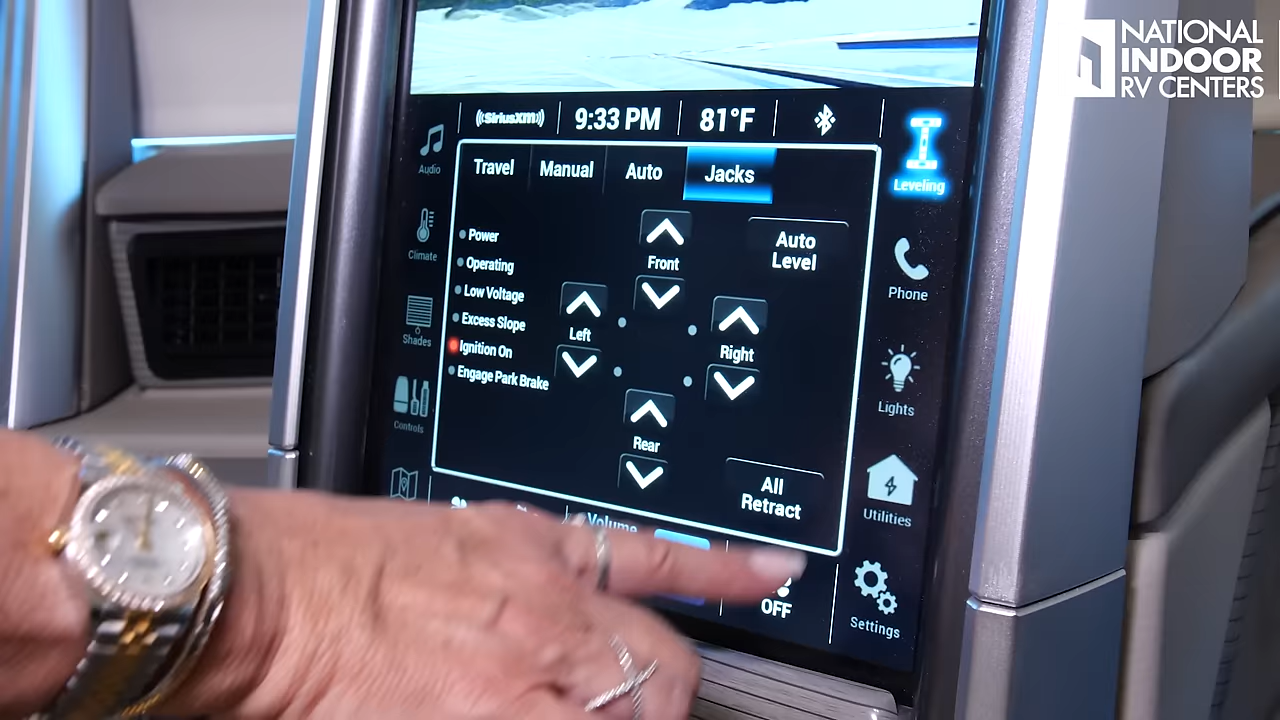 NATIONAL
INDOOR
RV CENTERS
((SiriusXM))
9:33 PM
81°F
Audio
Climate
Shades
Controls
Travel
Manual
Auto
Jacks
Power
Operating
Low Voltage
Excess Slope
Ignition On
Engage Park Brake
Front
Left
Right
Rear
Auto
Level
All
Retract
Leveling
Phone
Lights
Utilities
Settings
Volume
OFF